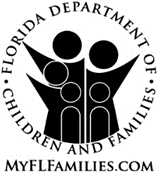 • FLORIDA DEPARTMENT OF •
CHILDREN AND FAMILIES
MYFLFAMILIES.COM